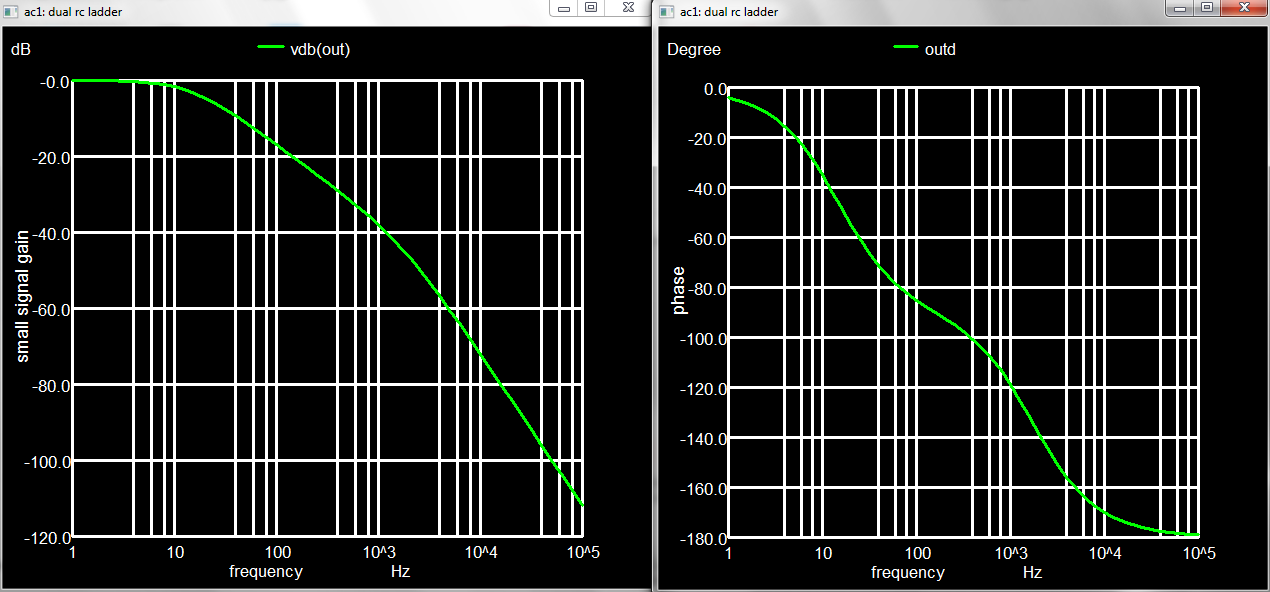 ac1: dual rc ladder
dB
vdb(out)
-0.0
-20.0
-40.0
-60.0
-80.0
-100.0
-120.0
small signal gain
1 10 100 10^3 10^4 10^5
frequency Hz
ac1: dual rc ladder
Degree
outd
0.0
-20.0
-40.0
-60.0
-80.0
-100.0
-120.0
-140.0
-160.0
-180.0
phase
1 10 100 10^3 10^4 10^5
frequency Hz